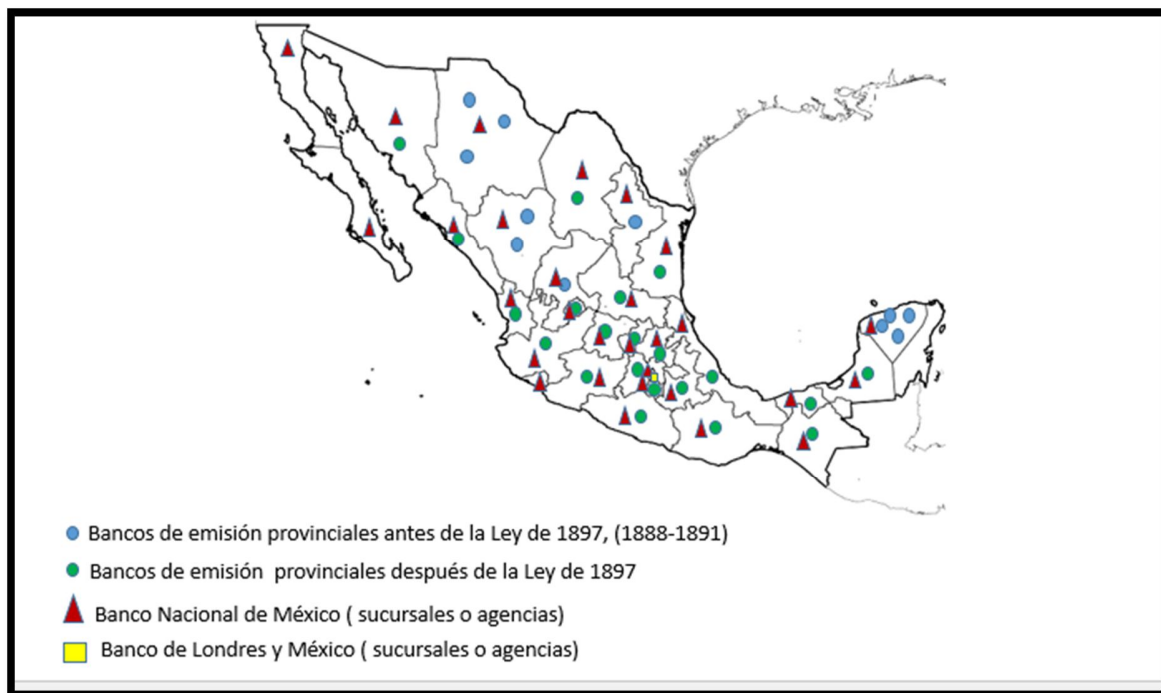 Bancos de emisión provinciales antes de la Ley de 1897, (1888-1891)
Bancos de emisión provinciales después de la Ley de 1897
Banco Nacional de México ( sucursales o agencias)
Banco de Londres y México ( sucursales o agencias)